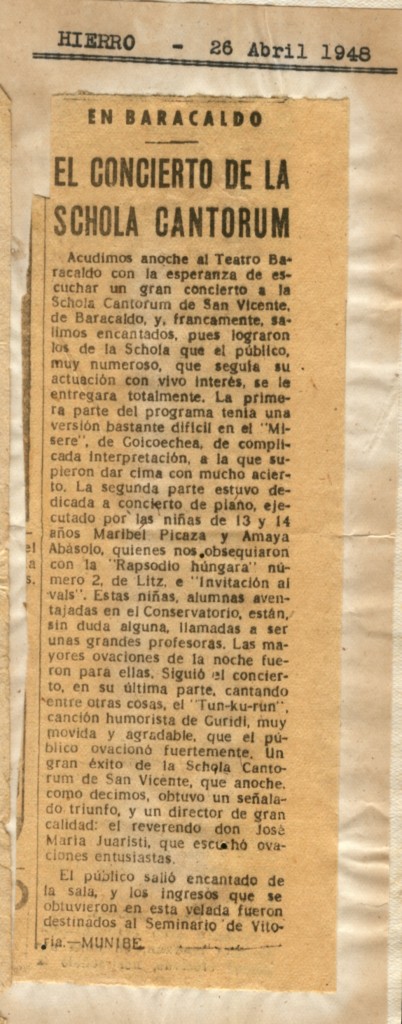 HIERRO - 26 Abril 1948
EN BARACALDO
EL CONCIERTO DE LA
SCHOLA CANTORUM
Acudimos anoche al Teatro Ba-
racaldo con la esperanza de es-
cuchar un gran concierto a la
Schola Cantorum de San Vicente,
de Baracaldo, y, francamente, sa-
limos encantados, pues lograron
los de la Schola que el público,
muy numeroso, que seguía su
actuación con vivo interés, se le
entregara totalmente. La prime-
ra parte del programa tenía una
versión bastante difícil en el "Mi-
sere", de Goicoechea, de com-
plicada interpretación, a la que su-
pieron dar cima con mucho acier-
to. La segunda parte estuvo de-
dicada a concierto de piano, eje-
cutado por las niñas de 13 y 14
años Maribel Picaza y Amaya
Abásolo, quienes nos obsequiaron
con la "Rapsodio húngara" nú-
mero 2, de Litz, e "Invitación al
vals". Estas niñas, alumnas aven-
tajadas en el Conservatorio, están,
sin duda alguna, llamadas a ser
unas grandes profesoras. Las ma-
yores ovaciones de la noche fue-
ron para ellas. Siguió el concier-
to, en su última parte, cantando
entre otras cosas, el "Tun-ku-run",
canción humorista de Guridi, muy
movida y agradable, que el pú-
blico ovacionó fuertemente. Un
gran éxito de la Schola Canto-
rum de San Vicente, que anoche,
como decimos, obtuvo un señala-
do triunfo, y un director de gran
calidad: el reverendo don José
María Juaristi, que escuchó ova-
ciones entusiastas.
El público salió encantado de
la sala, y los ingresos que se
obtuvieron en esta velada fueron
destinados al Seminario de Vito-
ria.—MUNIBE.